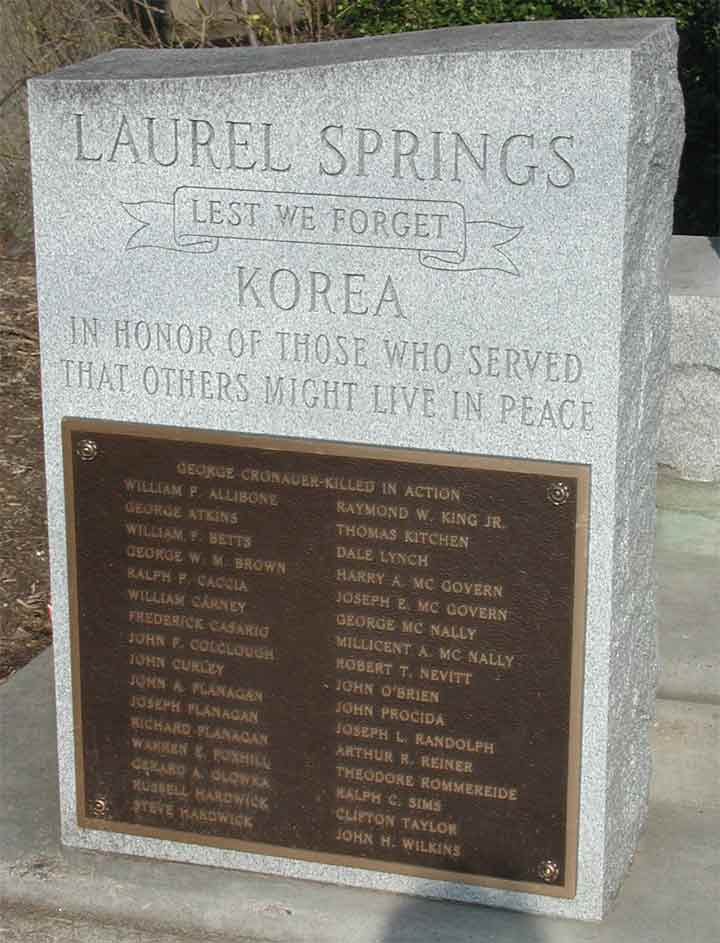 LAUREL SPRINGS
LEST WE FORGET
KOREA
IN HONOR OF THOSE WHO SERVED
THAT OTHERS MIGHT LIVE IN PEACE
GEORGE CRONAUER-KILLED IN ACTION
WILLIAM P. ALLIBONE
GEORGE ATKINS
WILLIAM F. BETTS
GEORGE W. M. BROWN
RALPH P. CACCIA
WILLIAM CARNEY
FREDERICK CASARIO
JOHN F. COLCLOUGH
JOHN CURLEY
JOHN A. FLANAGAN
JOSEPH FLANAGAN
RICHARD FLANAGAN
WARREN E. FOXHILL
GERARD A. GLOWKA
RUSSELL HARDWICK
STEVE HARDWICK
RAYMOND W. KING JR.
THOMAS KITCHEN
DALE LYNCH
HARRY A. MC GOVERN
JOSEPH E. MC GOVERN
GEORGE MC NALLY
MILLICENT A. MC NALLY
ROBERT T. NEVITT
JOHN O'BRIEN
JOHN PROCIDA
JOSEPH L. RANDOLPH
ARTHUR R. REINER
THEODORE ROMMEREIDE
RALPH C. SIMS
CLIFTON TAYLOR
JOHN H. WILKINS